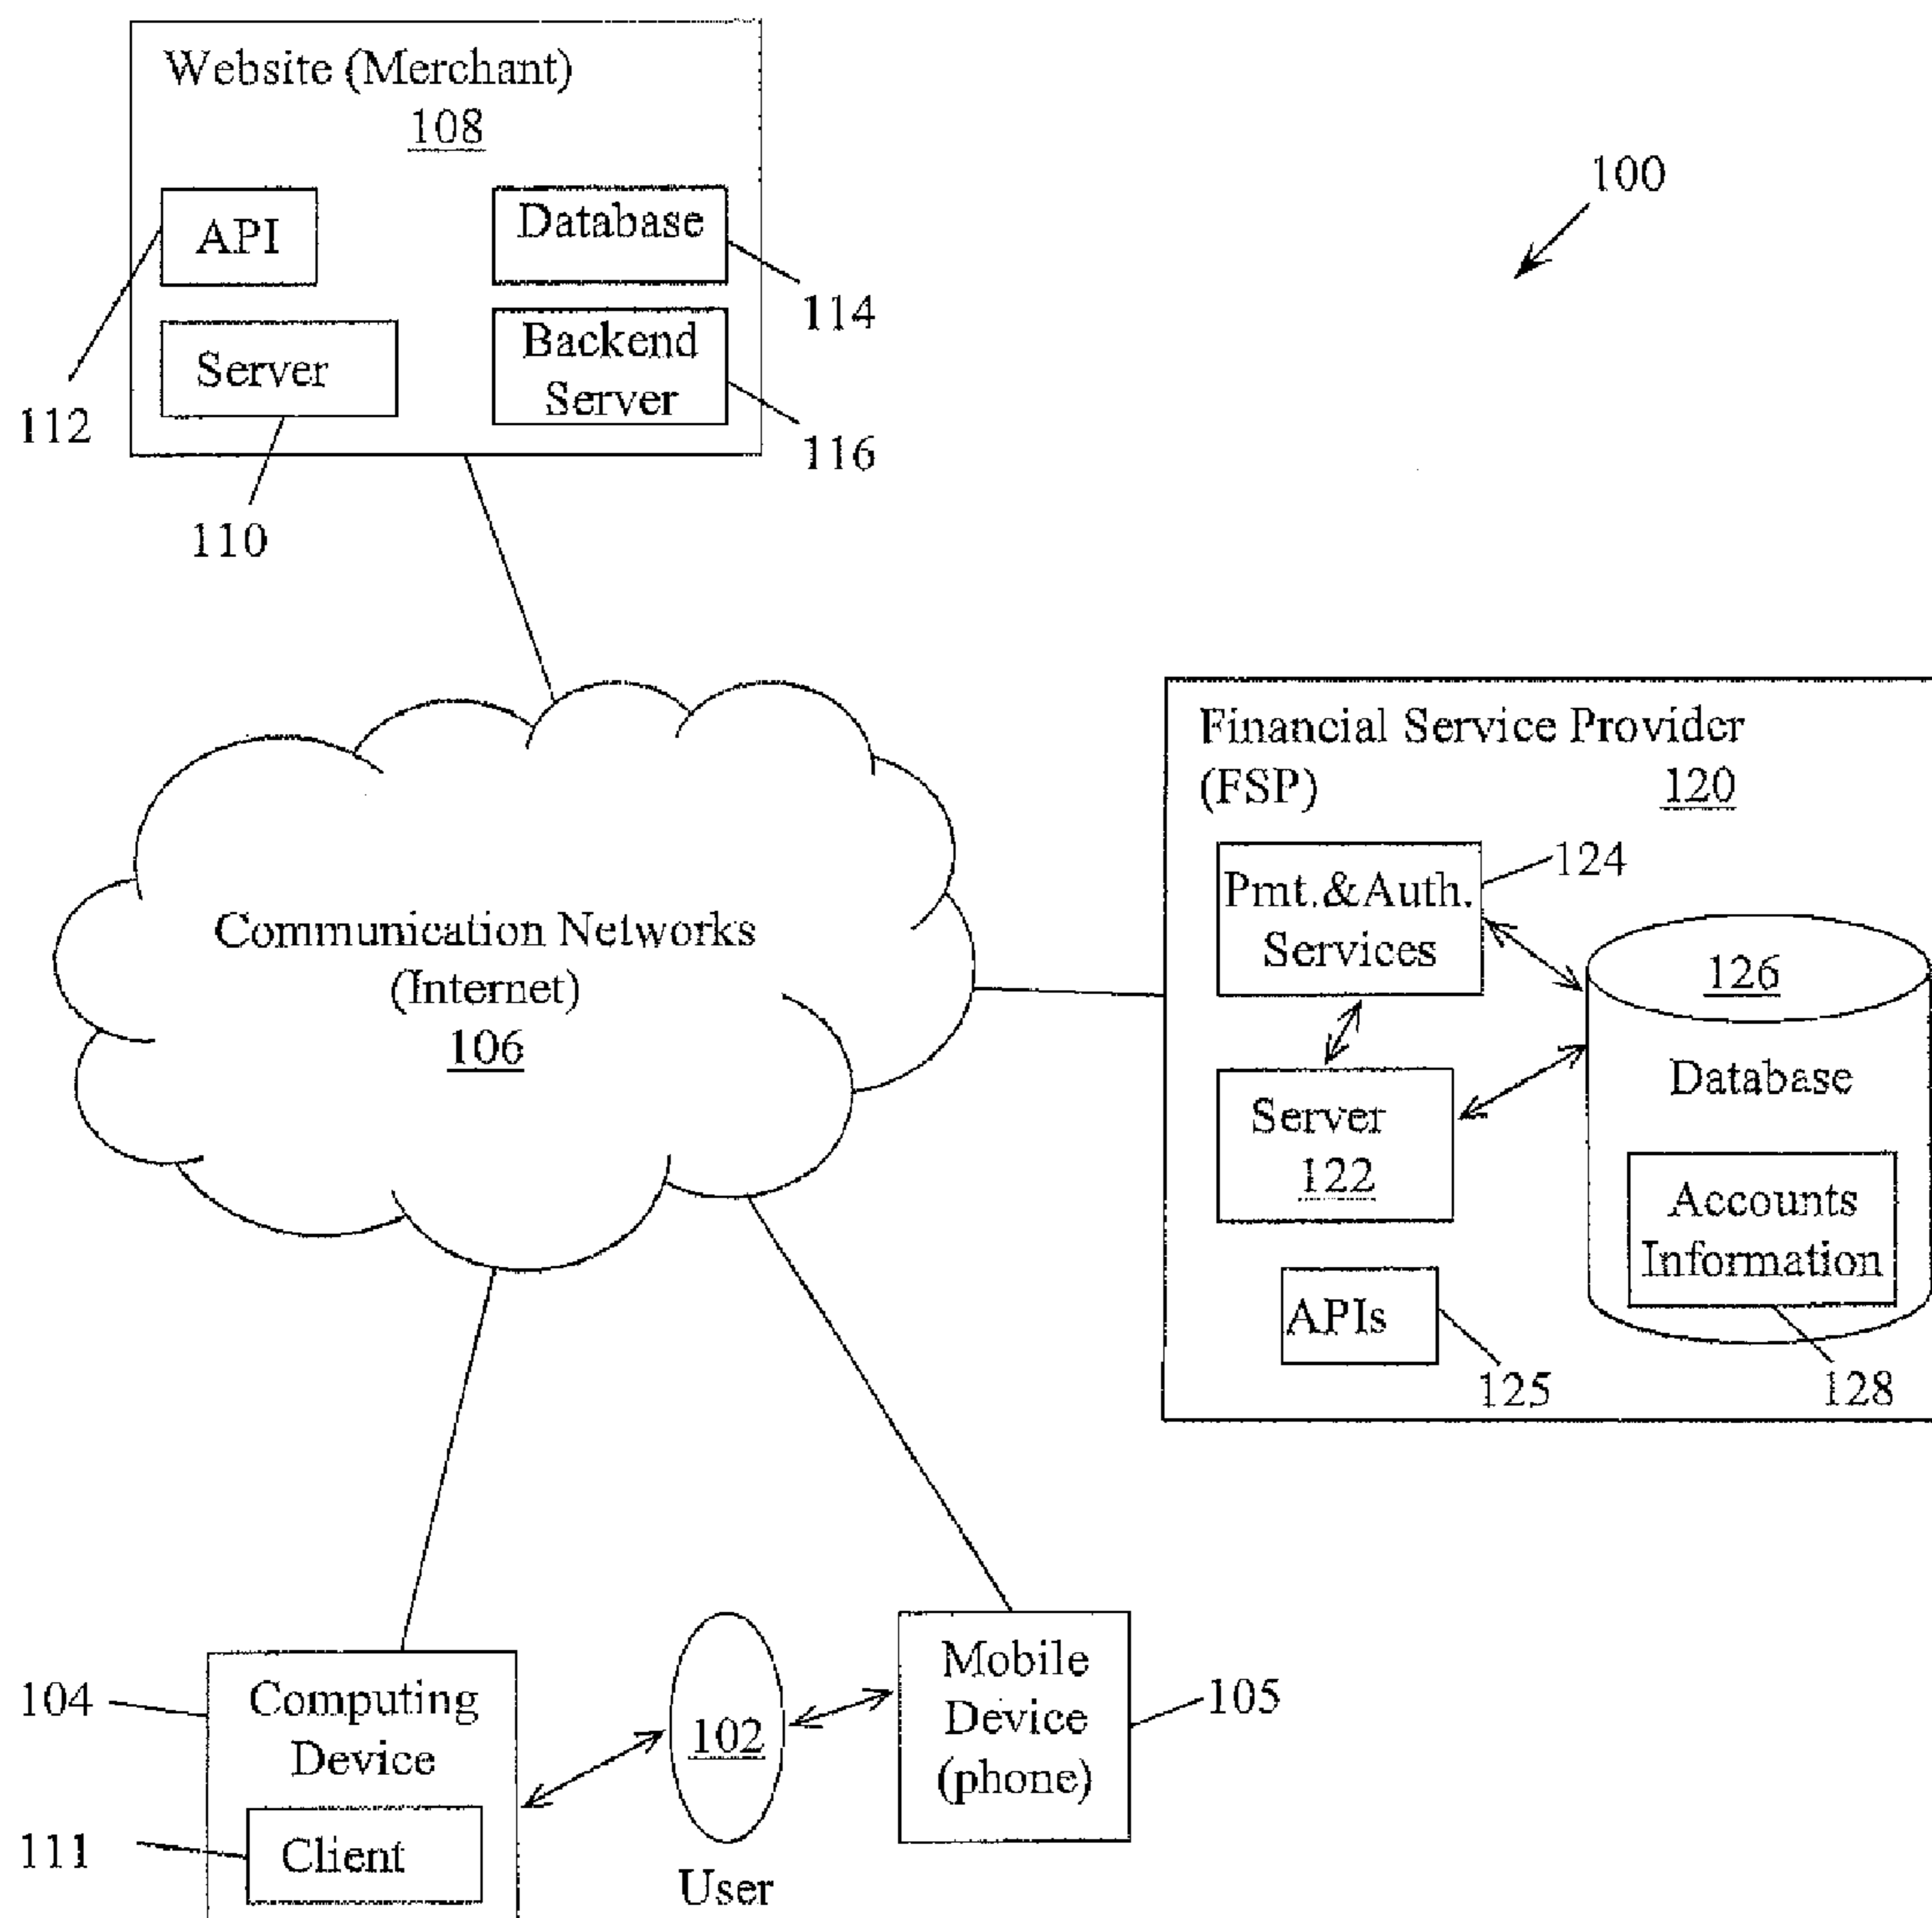 Website (Merchant)
108
API
Database
Server
Backend
Server
112
110
114
116
100
Communication Networks
(Internet)
106
Financial Service Provider
(FSP)
120
Pmt.&Auth.
Services
124
126
Database
Server
122
Accounts
Information
APIs
125
128
104
Computing
Device
111
Client
102
User
Mobile
Device
(phone)
105